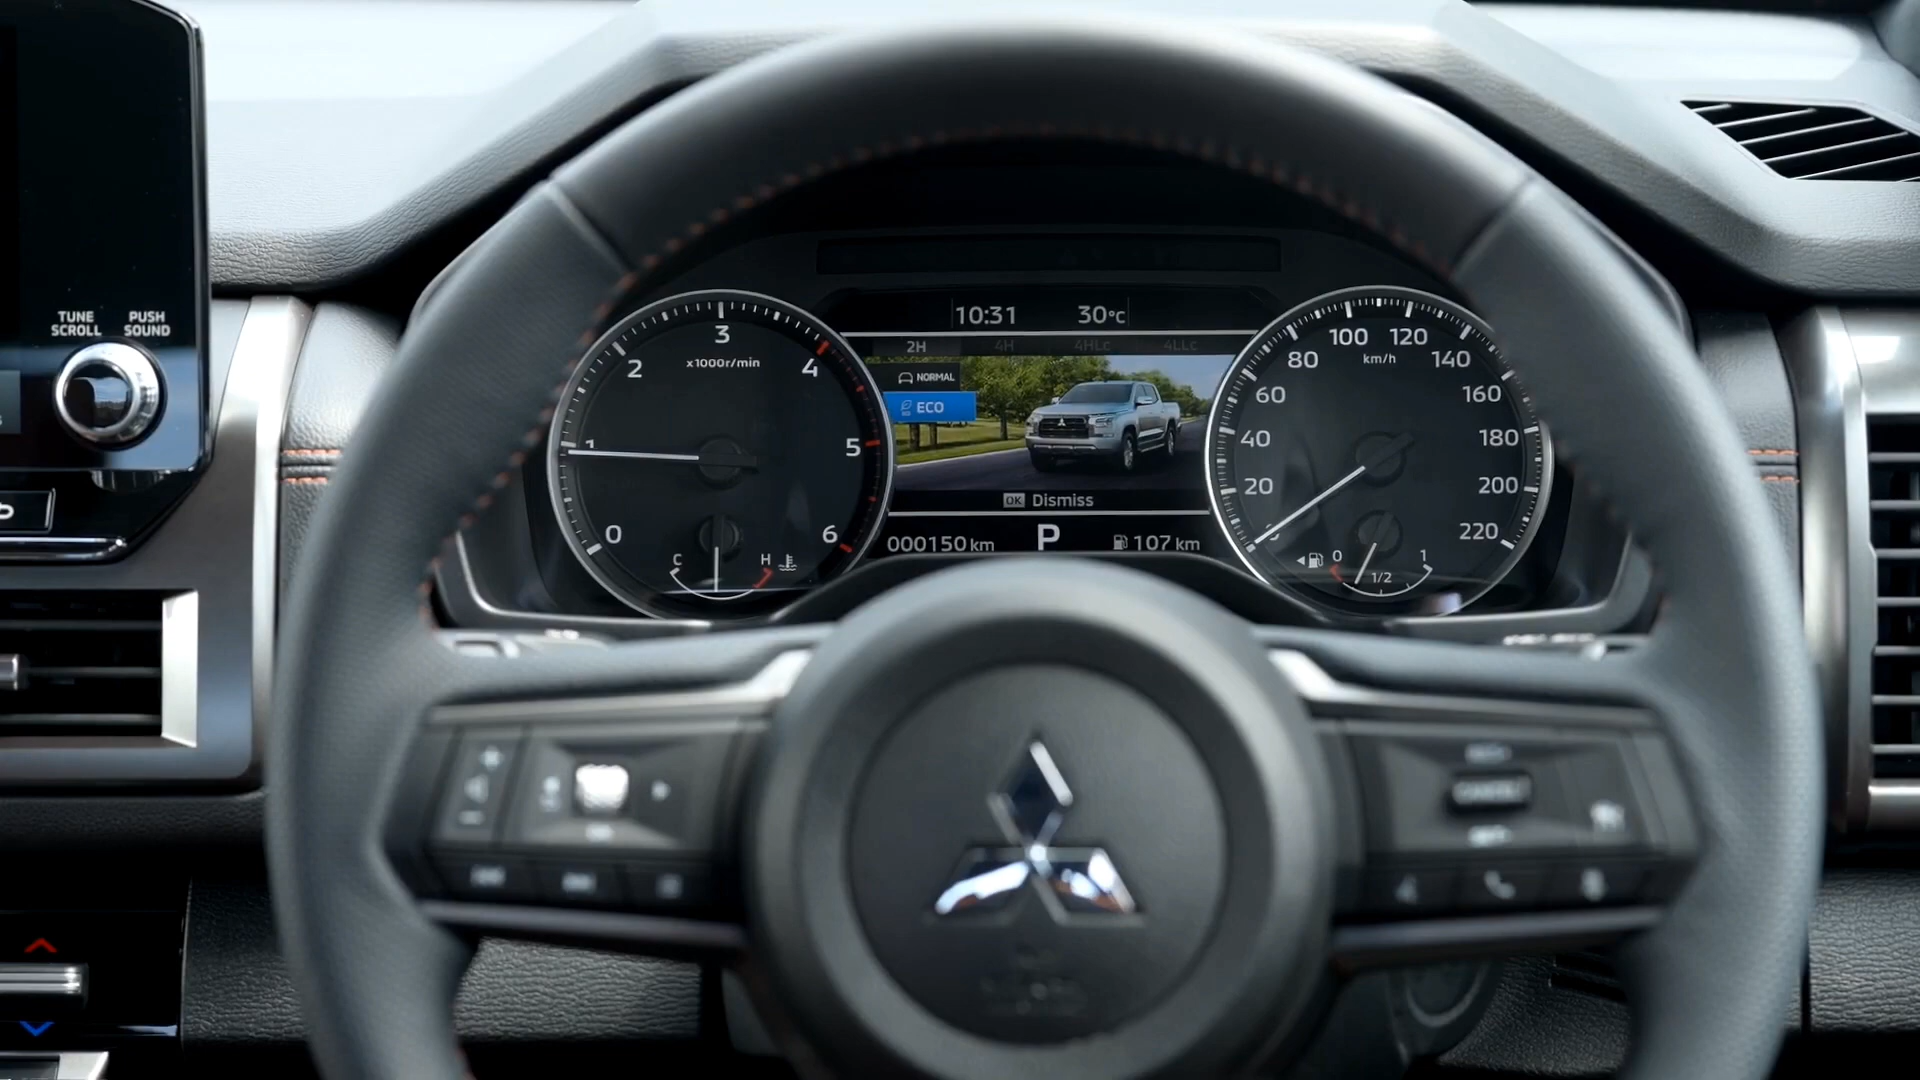 TUNE SCROLL
PUSH SOUND
10:31 30°C
2H 4H 4HLc 4LLc
NORMAL
ECO
OK Dismiss
000150 km P 107 km
x1000r/min
0 1 2 3 4 5 6
C H
km/h
20 40 60 80 100 120 140 160 180 200 220
0 1/2 1
CANCEL